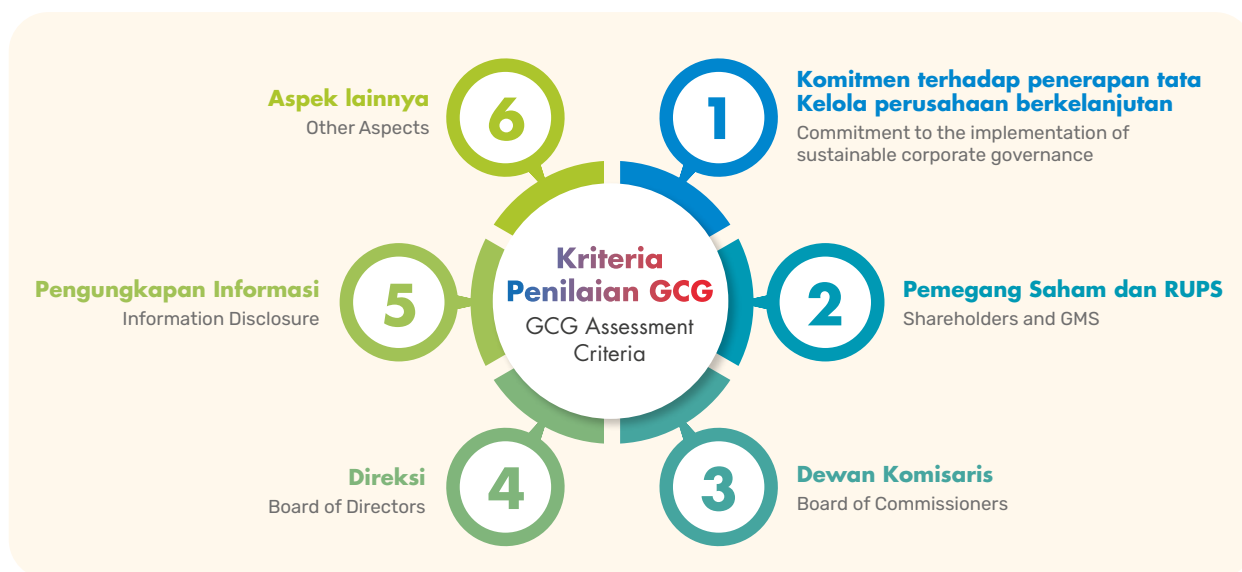 Kriteria
Penilaian GCG
GCG Assessment
Criteria
1
Komitmen terhadap penerapan tata
Kelola perusahaan berkelanjutan
Commitment to the implementation of
sustainable corporate governance
2
Pemegang Saham dan RUPS
Shareholders and GMS
3
Dewan Komisaris
Board of Commissioners
4
Direksi
Board of Directors
5
Pengungkapan Informasi
Information Disclosure
6
Aspek lainnya
Other Aspects